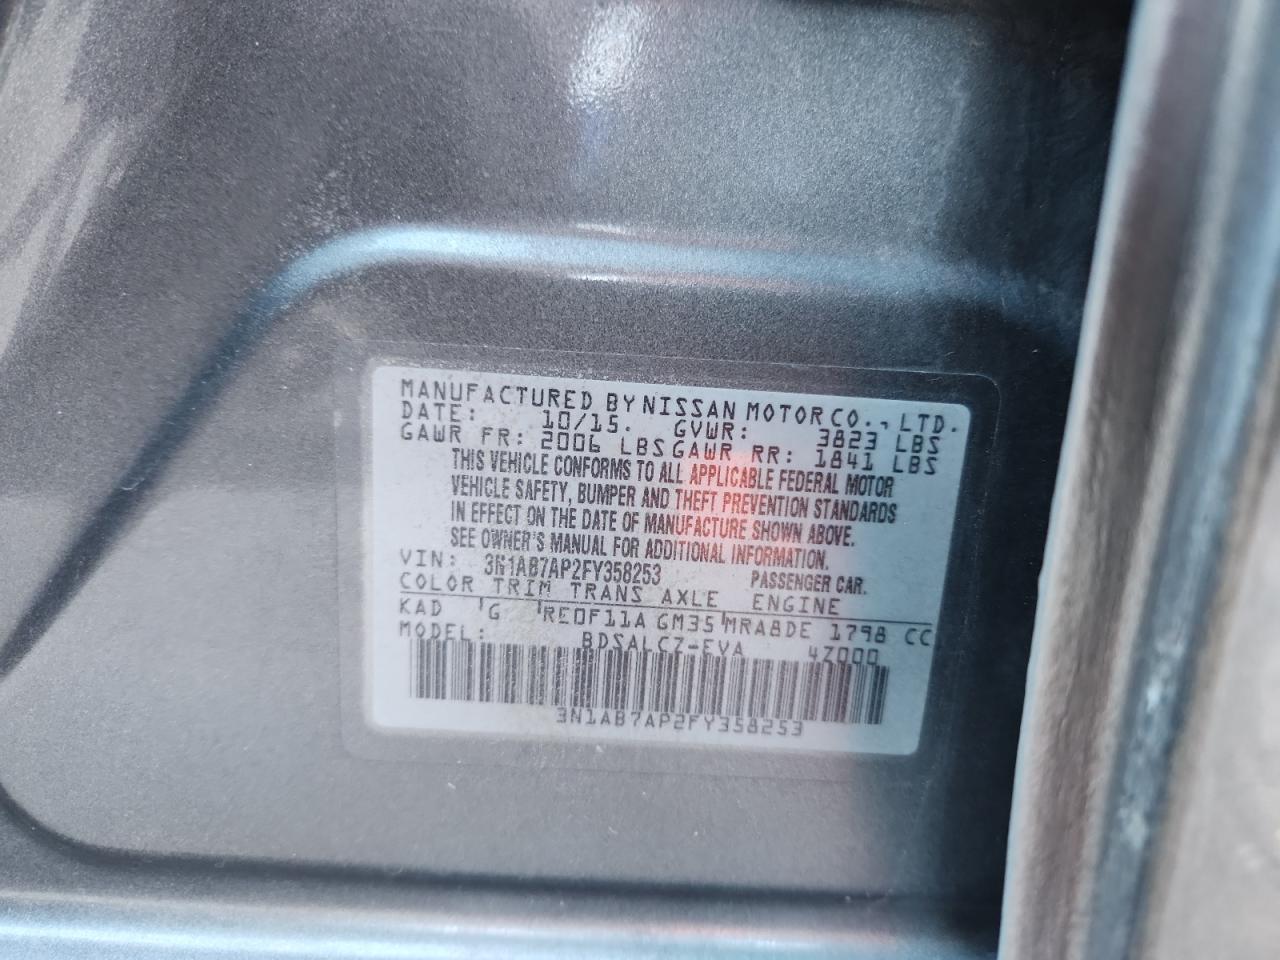 MANUFACTURED BY NISSAN MOTOR CO., LTD.
DATE: 10/15. GVWR: 3823 LBS
GAWR FR: 2006 LBS GAWR RR: 1841 LBS
THIS VEHICLE CONFORMS TO ALL APPLICABLE FEDERAL MOTOR
VEHICLE SAFETY, BUMPER AND THEFT PREVENTION STANDARDS
IN EFFECT ON THE DATE OF MANUFACTURE SHOWN ABOVE.
SEE OWNER'S MANUAL FOR ADDITIONAL INFORMATION.
VIN: 3N1AB7AP2FY358253 PASSENGER CAR.
COLOR TRIM TRANS AXLE ENGINE
KAD G RE0F11A GM35 MRA8DE 1798 CC
MODEL: BDSALCZ-EVA 4Z000
3N1AB7AP2FY358253